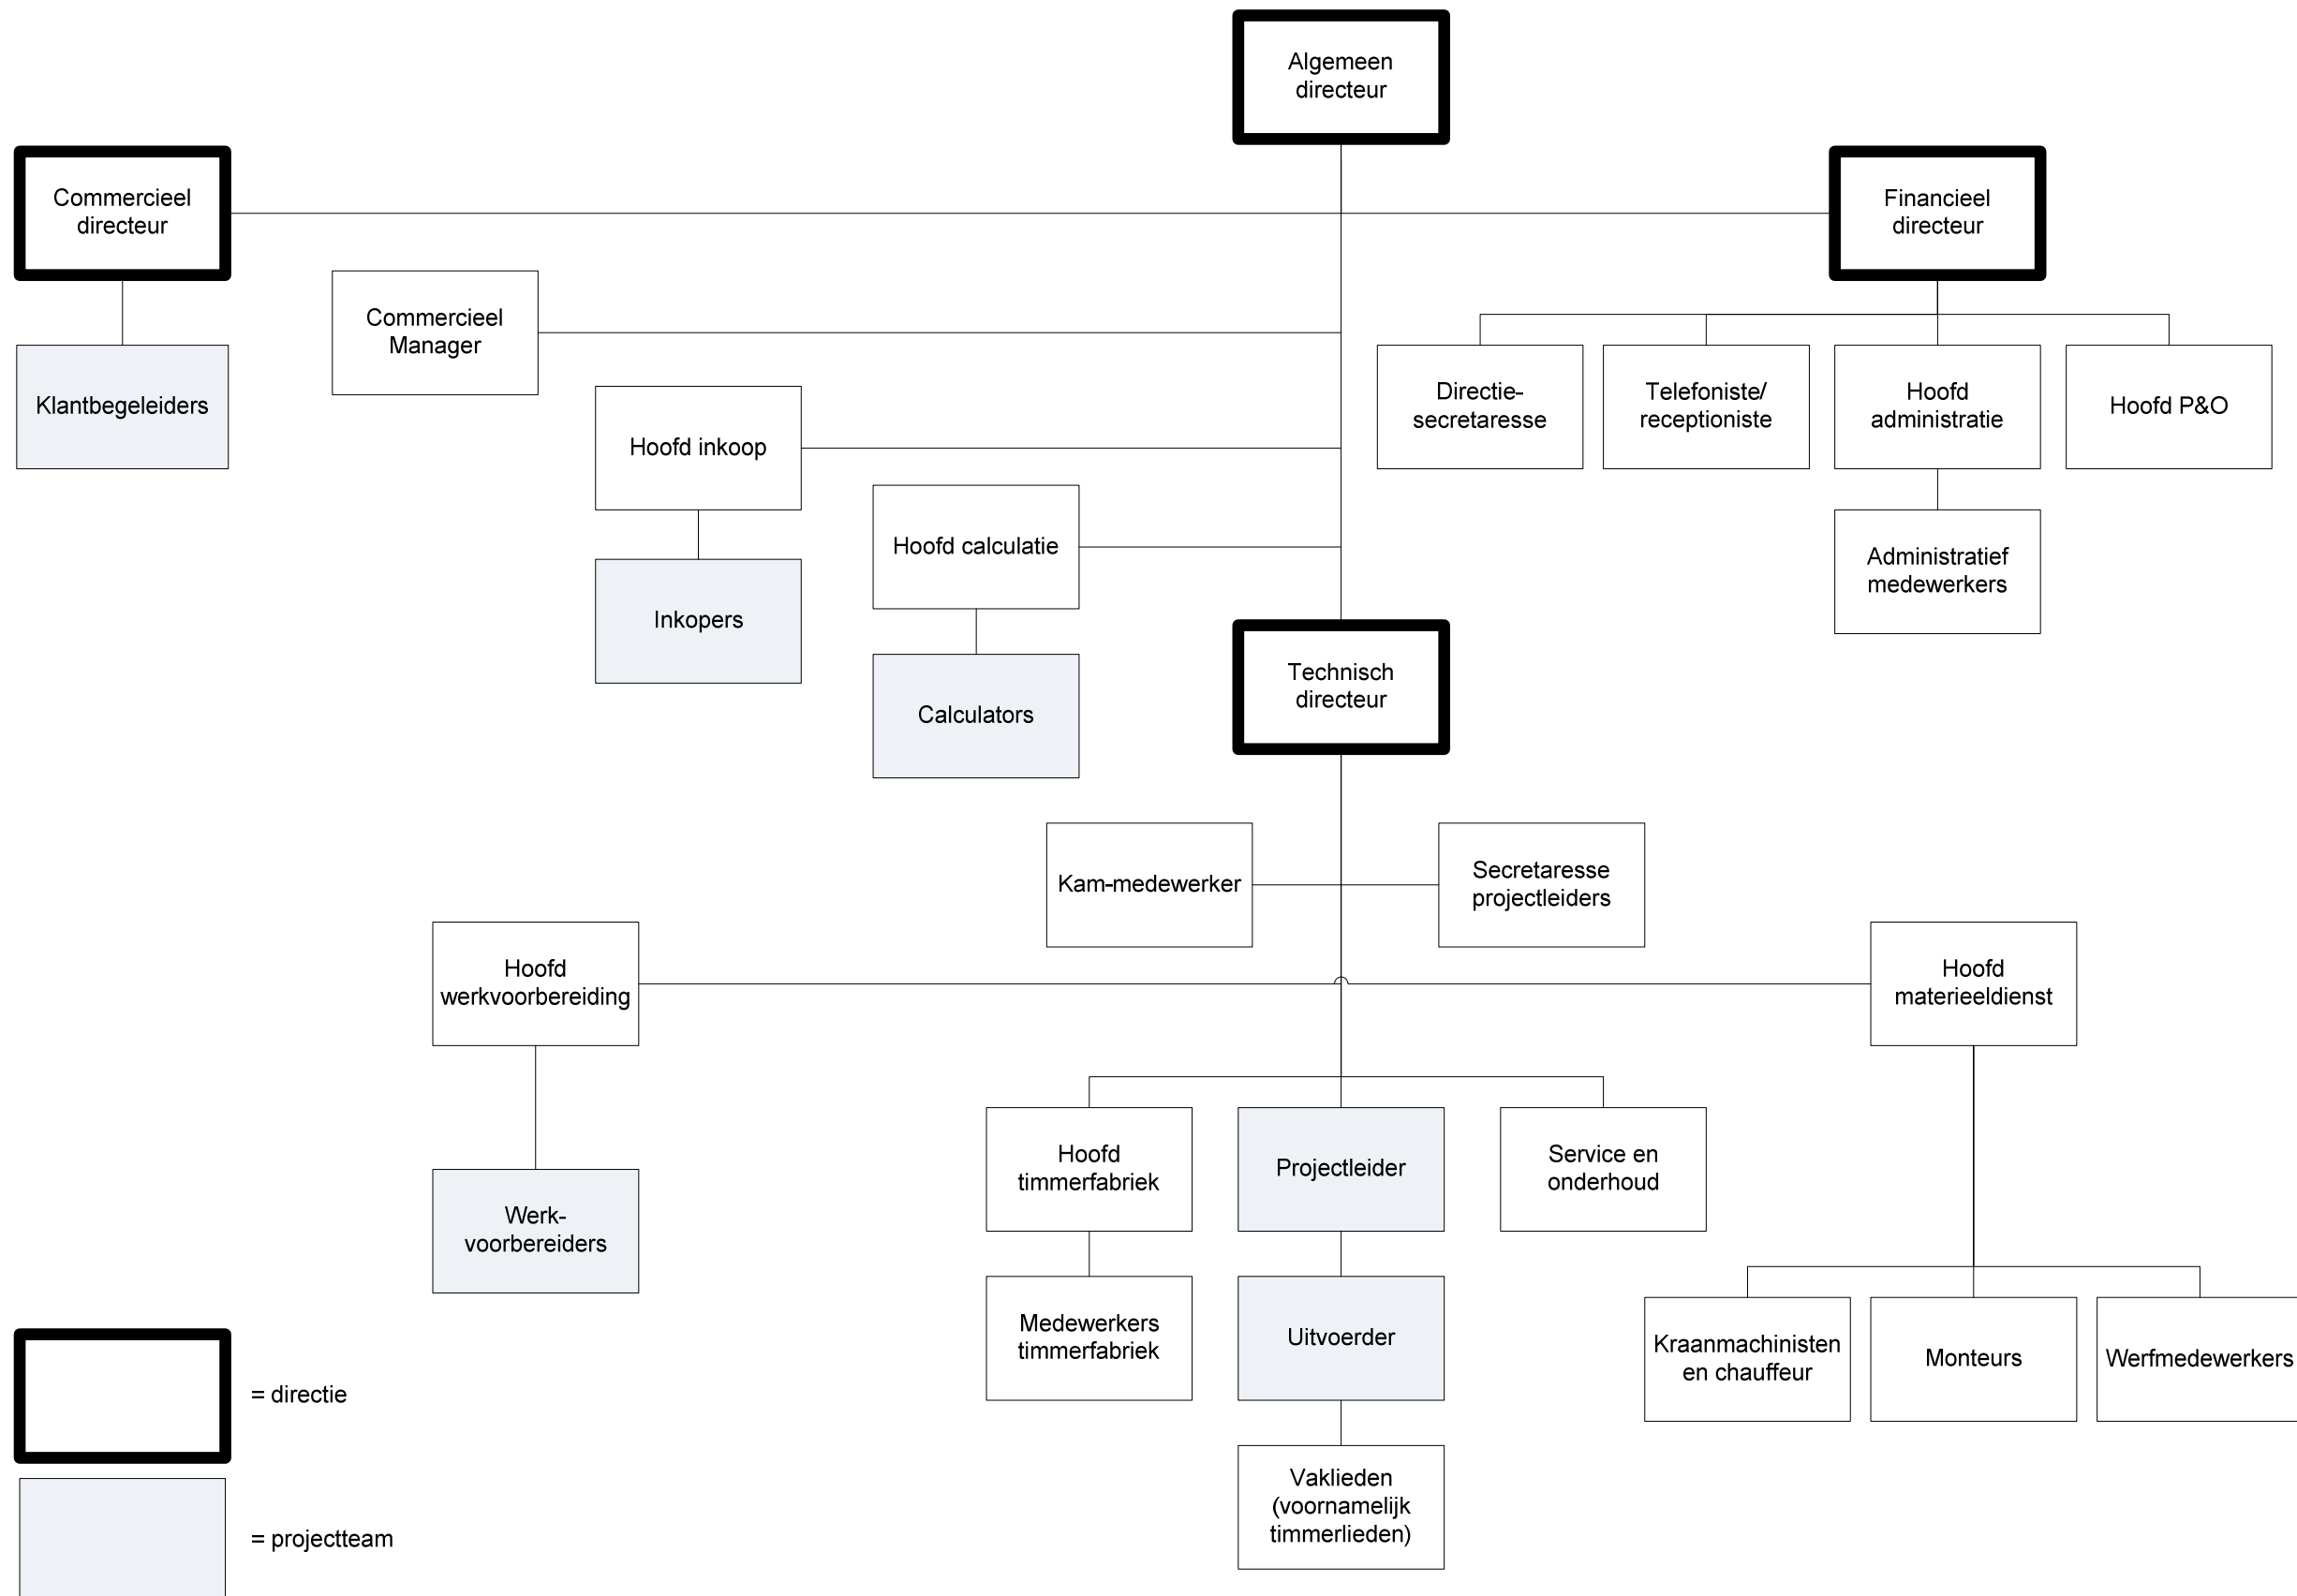 Algemeen
directeur
Commercieel
directeur
Financieel
directeur
Commercieel
Manager
Klantbegeleiders
Directie-
secretaresse
Telefoniste/
receptioniste
Hoofd
administratie
Hoofd P&O
Hoofd inkoop
Hoofd calculatie
Administratief
medewerkers
Inkopers
Technisch
directeur
Calculators
Kam-medewerker
Secretaresse
projectleiders
Hoofd
werkvoorbereiding
Hoofd
materieeldienst
Hoofd
timmerfabriek
Projectleider
Service en
onderhoud
Werk-
voorbereiders
Medewerkers
timmerfabriek
Uitvoerder
Kraanmachinisten
en chauffeur
Monteurs
Werfmedewerkers
= directie
Vaklieden
(voornamelijk
timmerlieden)
= projectteam